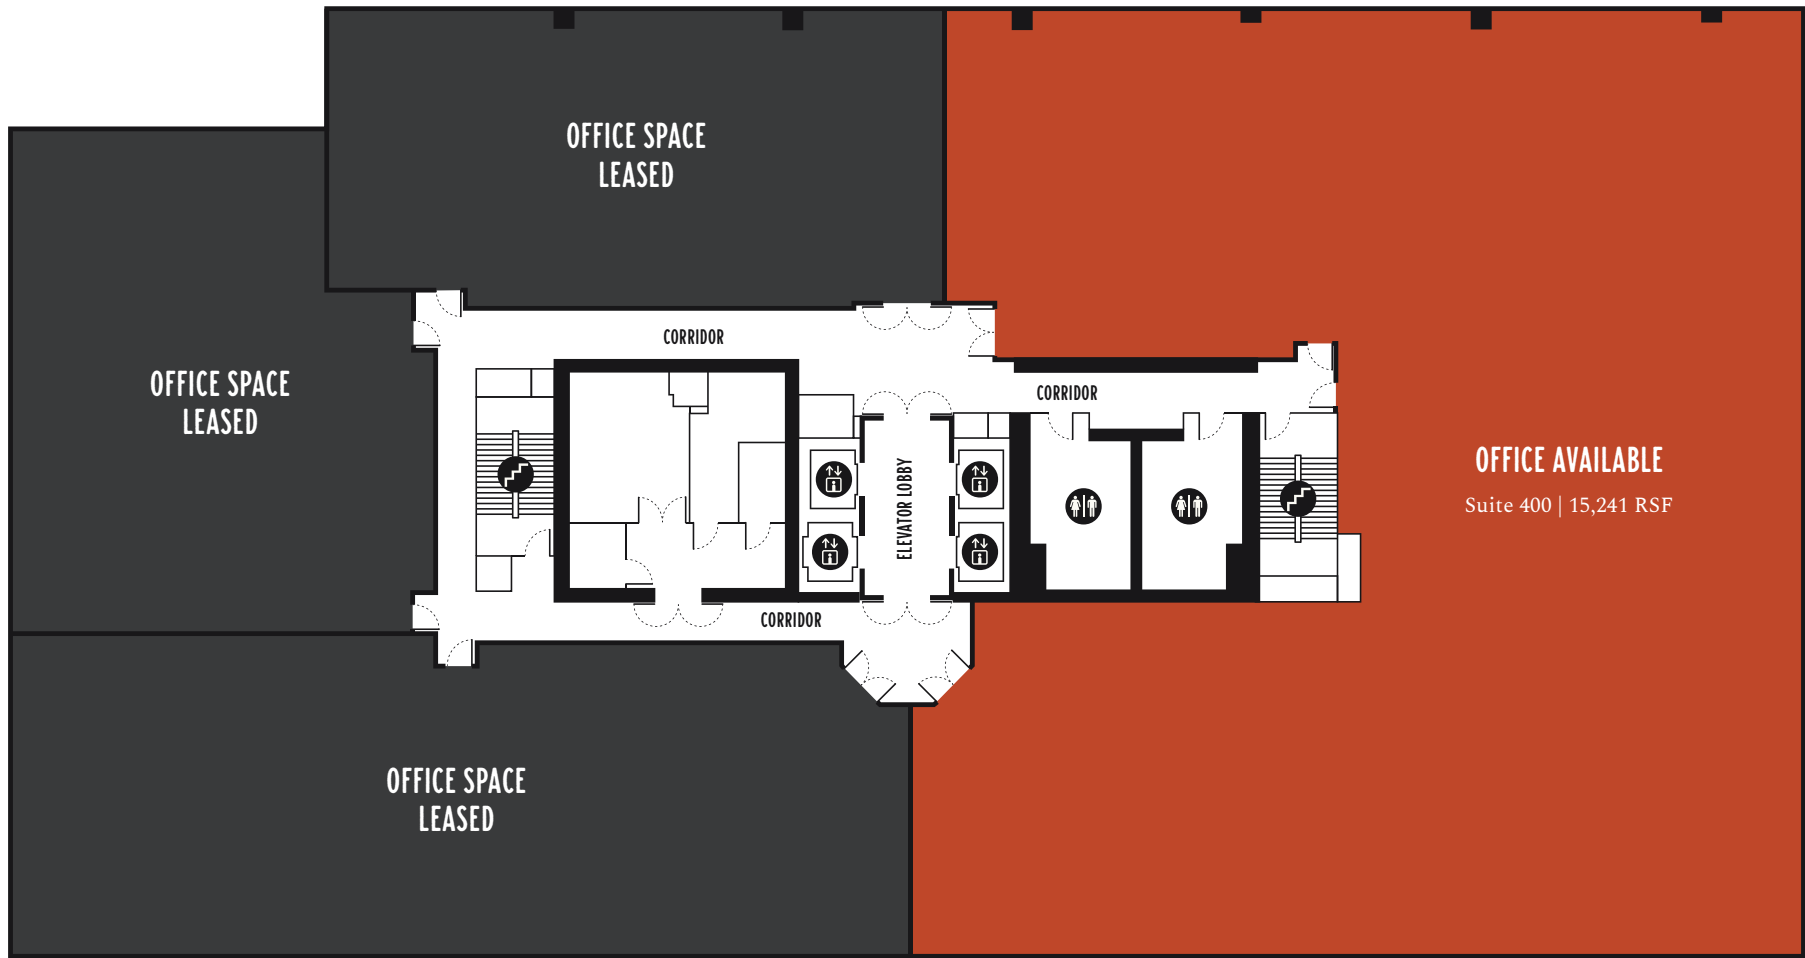 OFFICE SPACE
LEASED
CORRIDOR
OFFICE SPACE
LEASED
CORRIDOR
ELEVATOR LOBBY
OFFICE AVAILABLE
Suite 400 | 15,241 RSF
CORRIDOR
OFFICE SPACE
LEASED